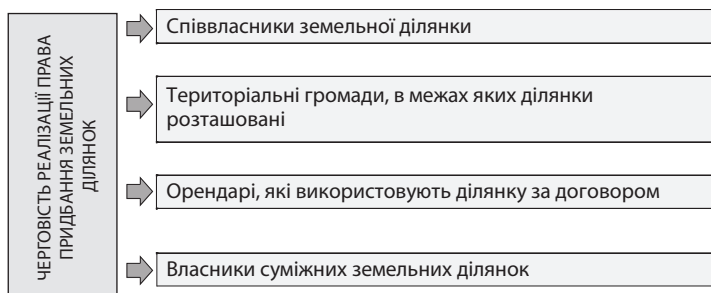 ЧЕРГОВІСТЬ РЕАЛІЗАЦІЇ ПРАВА
ПРИДБАННЯ ЗЕМЕЛЬНИХ
ДІЛЯНОК
Співвласники земельної ділянки
Територіальні громади, в межах яких ділянки
розташовані
Орендарі, які використовують ділянку за договором
Власники суміжних земельних ділянок